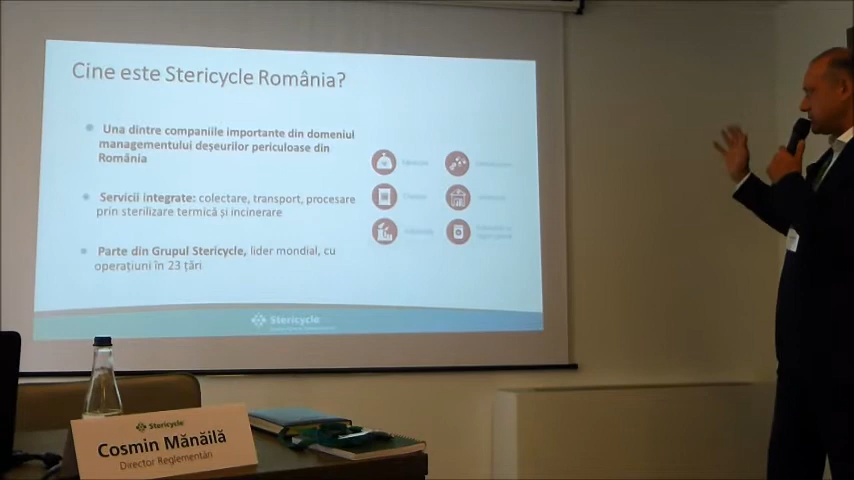 Cine este Stericycle România?
Una dintre companiile importante din domeniul
managementului deșeurilor periculoase din
România
Servicii integrate: colectare, transport, procesare
prin sterilizare termică și incinerare
Parte din Grupul Stericycle, lider mondial, cu
operațiuni în 23 țări
Stericycle
Stericycle
Cosmin Mănăilă
Director Reglementări